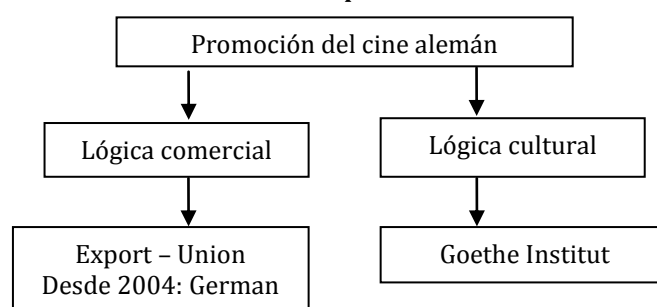 Promoción del cine alemán
Lógica comercial
Lógica cultural
Export – Union
Desde 2004: German
Goethe Institut